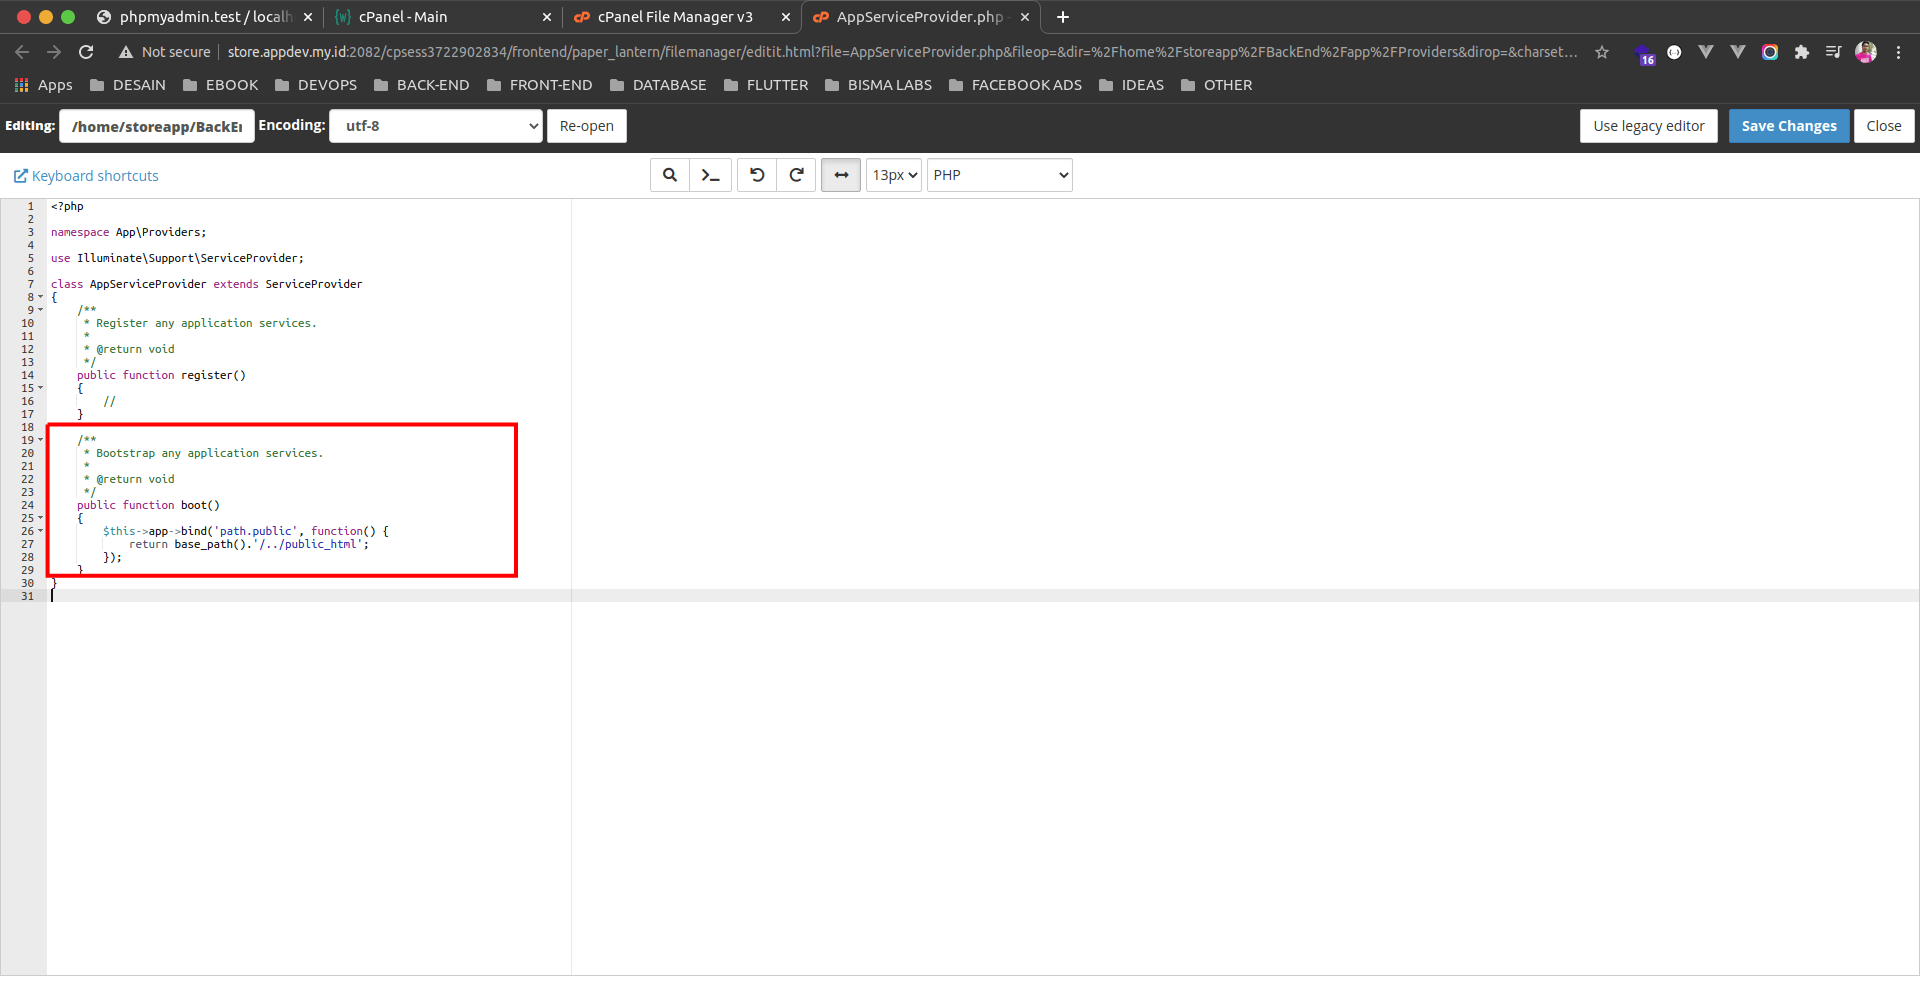 phpmyadmin.test / localh
cPanel - Main
cPanel File Manager v3
AppServiceProvider.php
Not secure
store.appdev.my.id:2082/cpsess3722902834/frontend/paper_lantern/filemanager/editit.html?file=AppServiceProvider.php&fileop=&dir=%2Fhome%2Fstoreapp%2FBackEnd%2Fapp%2FProviders&dirop=&charset...
16
Apps
DESAIN
EBOOK
DEVOPS
BACK-END
FRONT-END
DATABASE
FLUTTER
BISMA LABS
FACEBOOK ADS
IDEAS
OTHER
Editing: /home/storeapp/BackEn Encoding: utf-8 Re-open
Use legacy editor Save Changes Close
Keyboard shortcuts
13px PHP
1 <?php
2
3 namespace App\Providers;
4
5 use Illuminate\Support\ServiceProvider;
6
7 class AppServiceProvider extends ServiceProvider
8 {
9 /**
10 * Register any application services.
11 *
12 * @return void
13 */
14 public function register()
15 {
16 //
17 }
18
19 /**
20 * Bootstrap any application services.
21 *
22 * @return void
23 */
24 public function boot()
25 {
26 $this->app->bind('path.public', function() {
27 return base_path().'/../public_html';
28 });
29 }
30 }
31